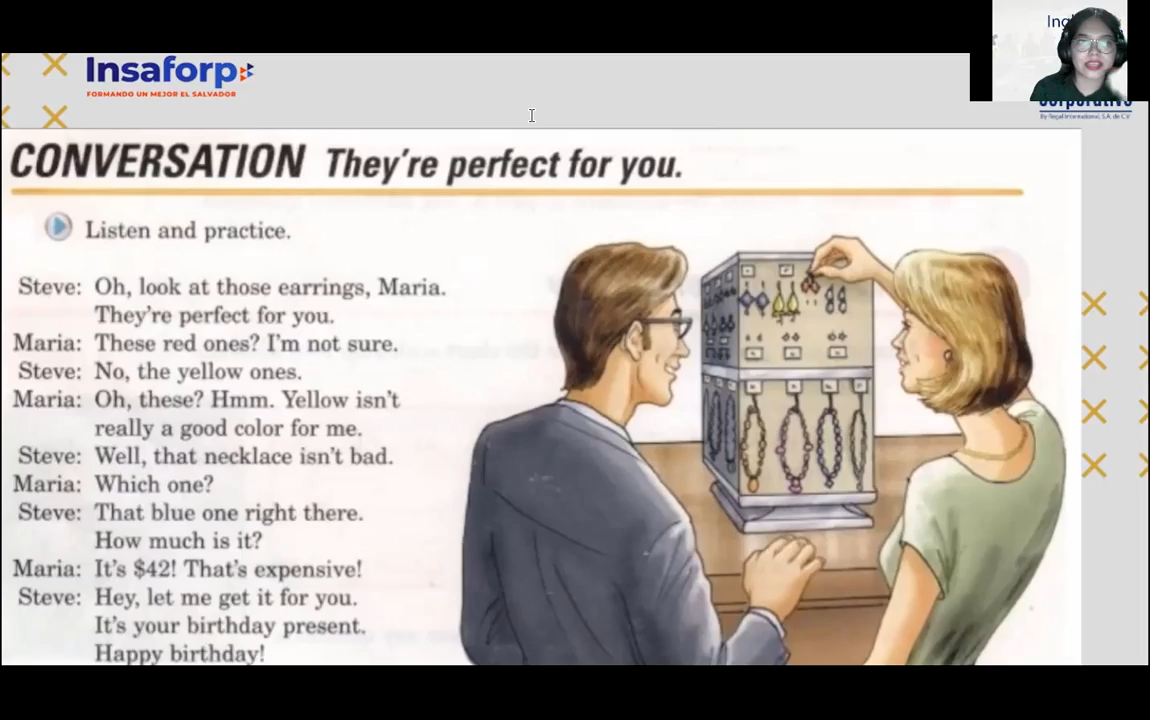 Insaforp
FORMANDO UN MEJOR EL SALVADOR
By Regal International, S.A. de C.V
CONVERSATION They're perfect for you.
Listen and practice.
Steve: Oh, look at those earrings, Maria.
They're perfect for you.
Maria: These red ones? I'm not sure.
Steve: No, the yellow ones.
Maria: Oh, these? Hmm. Yellow isn't
really a good color for me.
Steve: Well, that necklace isn't bad.
Maria: Which one?
Steve: That blue one right there.
How much is it?
Maria: It's $42! That's expensive!
Steve: Hey, let me get it for you.
It's your birthday present.
Happy birthday!